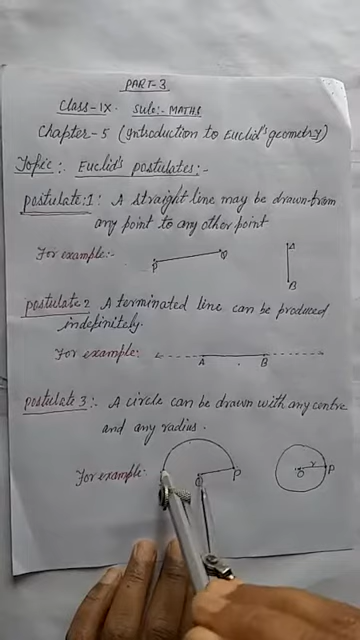 PART-3
Class-IX. Sub:- MATHS
Chapter-5 (Introduction to Euclid's geometry)
Topic:. Euclid's postulates:-
postulate:1: A straight line may be drawn from
any point to any other point
For example:- P Q A B
postulate 2 A terminated line can be produced
indefinitely.
For example: A B
postulate 3:. A circle can be drawn with any centre
and any radius.
For example:- O P O r P